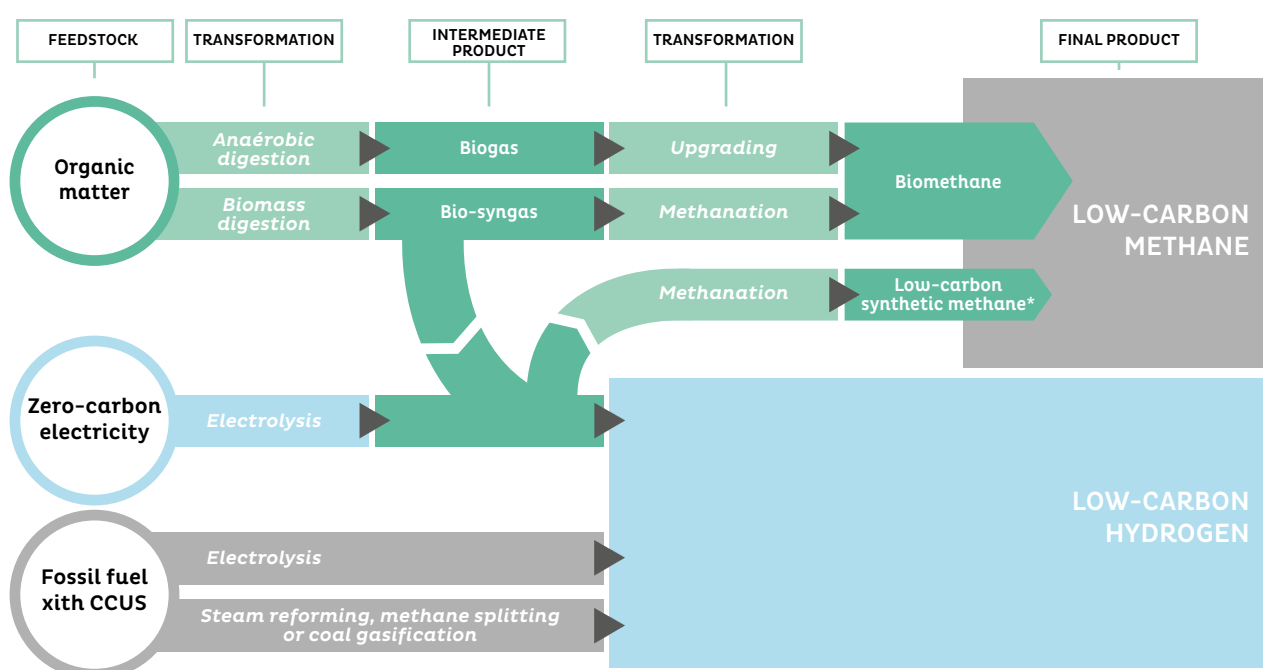 FEEDSTOCK
TRANSFORMATION
INTERMEDIATE
PRODUCT
TRANSFORMATION
FINAL PRODUCT
Organic
matter
Anaérobic
digestion
Biogas
Upgrading
Biomethane
Biomass
digestion
Bio-syngas
Methanation
LOW-CARBON
METHANE
Methanation
Low-carbon
synthetic methane*
Zero-carbon
electricity
Electrolysis
LOW-CARBON
HYDROGEN
Fossil fuel
xith CCUS
Electrolysis
Steam reforming, methane splitting
or coal gasification